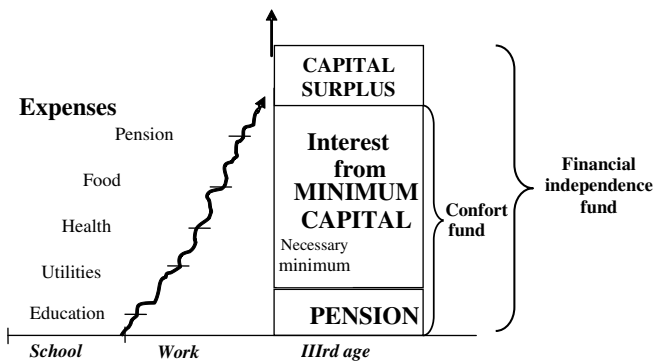 CAPITAL
SURPLUS
Expenses
Pension
Food
Health
Utilities
Education
Interest
from
MINIMUM
CAPITAL
Necessary
minimum
PENSION
Confort
fund
Financial
independence
fund
School
Work
IIIrd age